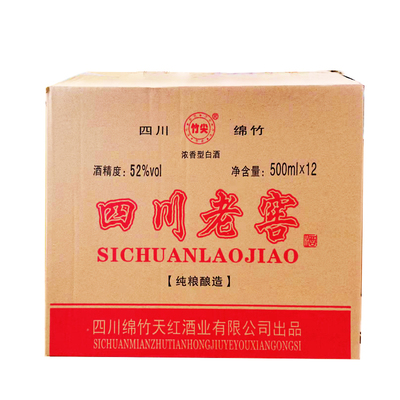 四川 竹尖 绵竹
浓香型白酒
酒精度：52%vol 净含量：500ml×12
四川老窖
SICHUANLAOJIAO
【纯粮酿造】
四川绵竹天红酒业有限公司出品
SICHUANMIANZHUTIANHONGJIUYEYOUXIANGONGSI